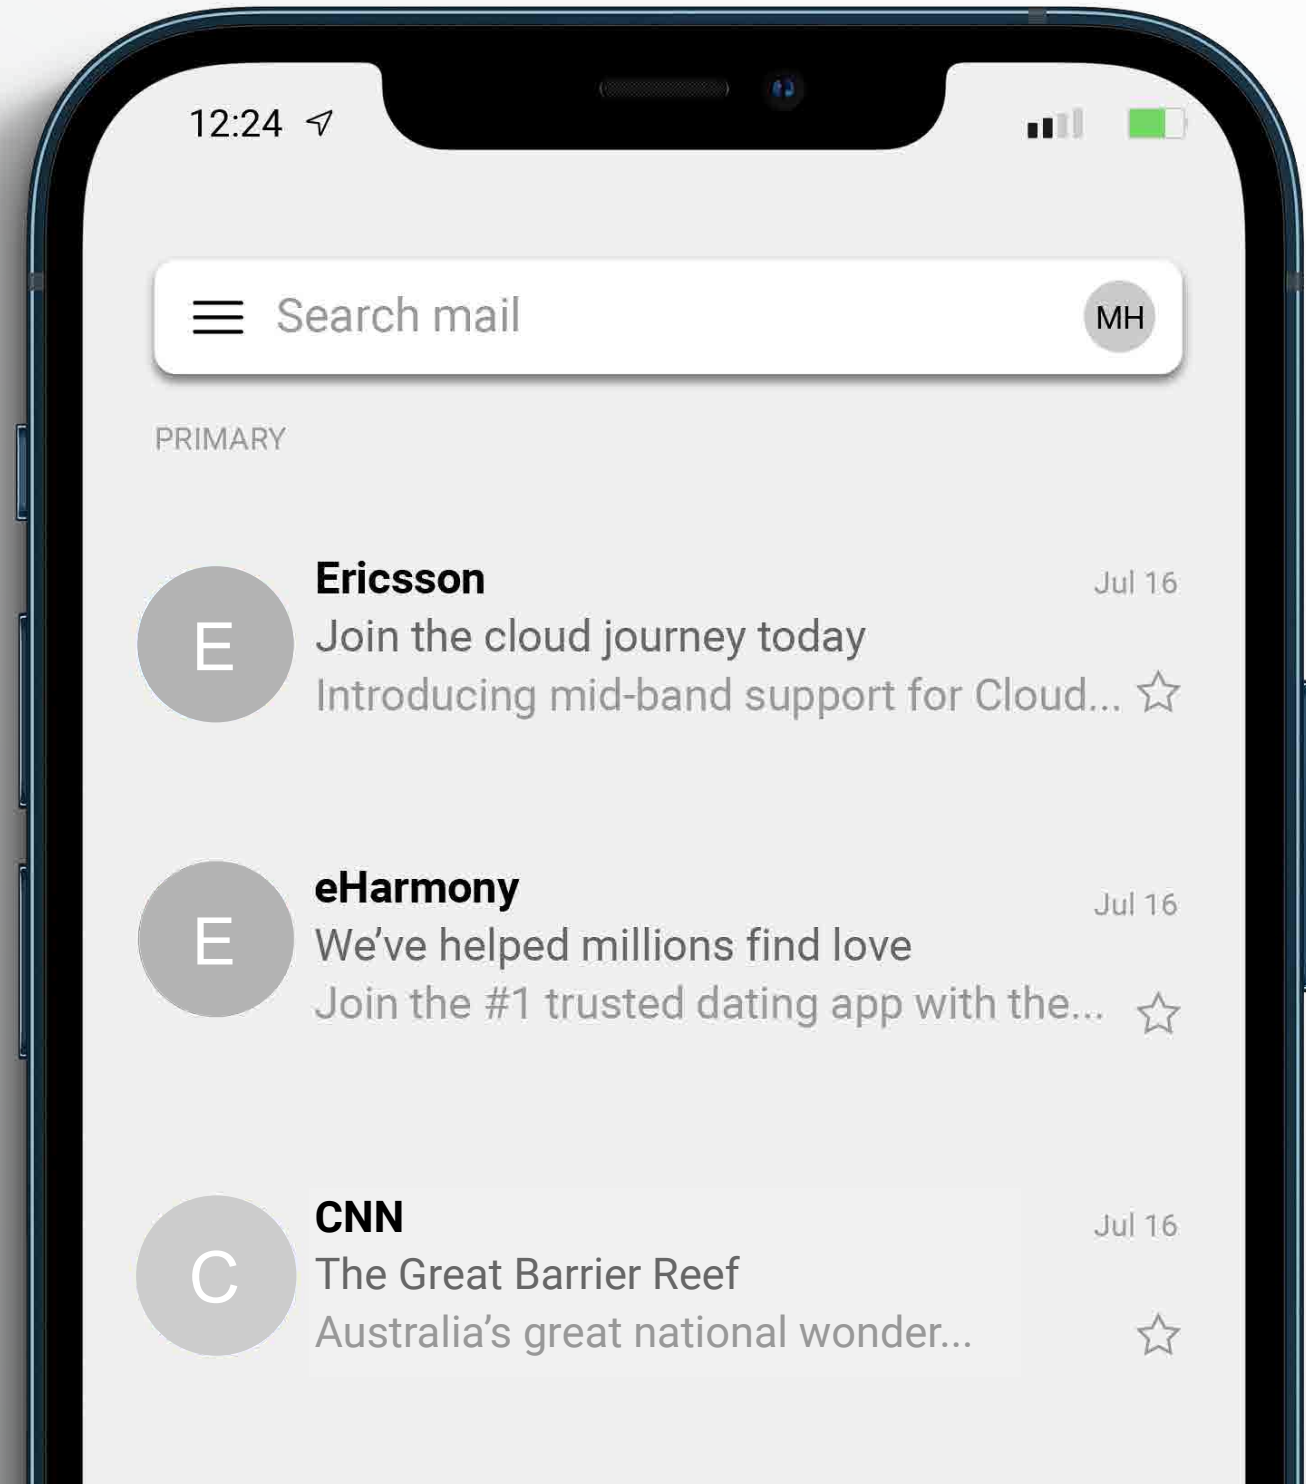 12:24
Search mail
MH
PRIMARY
E
Ericsson
Jul 16
Join the cloud journey today
Introducing mid-band support for Cloud...
E
eHarmony
Jul 16
We’ve helped millions find love
Join the #1 trusted dating app with the...
C
CNN
Jul 16
The Great Barrier Reef
Australia’s great national wonder...